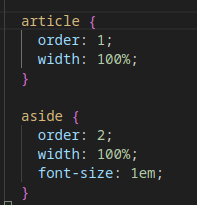 article {
  order: 1;
  width: 100%;
}

aside {
  order: 2;
  width: 100%;
  font-size: 1em;
}